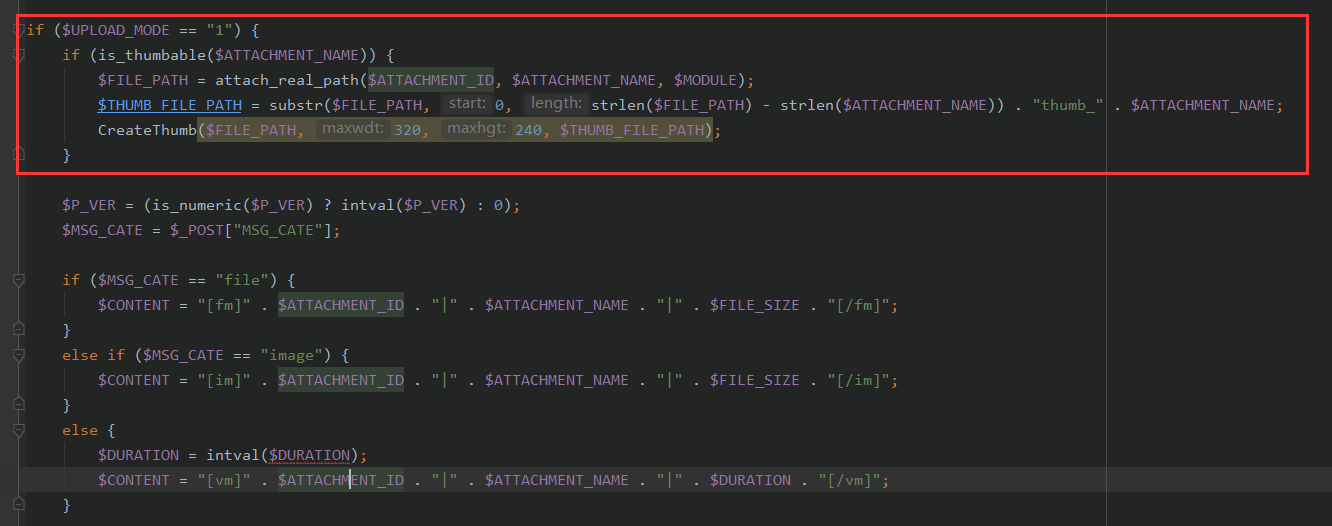 if ($UPLOAD_MODE == "1") {
    if (is_thumbable($ATTACHMENT_NAME)) {
        $FILE_PATH = attach_real_path($ATTACHMENT_ID, $ATTACHMENT_NAME, $MODULE);
        $THUMB_FILE_PATH = substr($FILE_PATH, start: 0, length: strlen($FILE_PATH) - strlen($ATTACHMENT_NAME)) . "thumb_" . $ATTACHMENT_NAME;
        CreateThumb($FILE_PATH, maxwdt: 320, maxhgt: 240, $THUMB_FILE_PATH);
    }
    $P_VER = (is_numeric($P_VER) ? intval($P_VER) : 0);
    $MSG_CATE = $_POST["MSG_CATE"];
    if ($MSG_CATE == "file") {
        $CONTENT = "[fm]" . $ATTACHMENT_ID . "|" . $ATTACHMENT_NAME . "|" . $FILE_SIZE . "[/fm]";
    }
    else if ($MSG_CATE == "image") {
        $CONTENT = "[im]" . $ATTACHMENT_ID . "|" . $ATTACHMENT_NAME . "|" . $FILE_SIZE . "[/im]";
    }
    else {
        $DURATION = intval($DURATION);
        $CONTENT = "[vm]" . $ATTACHMENT_ID . "|" . $ATTACHMENT_NAME . "|" . $DURATION . "[/vm]";
    }